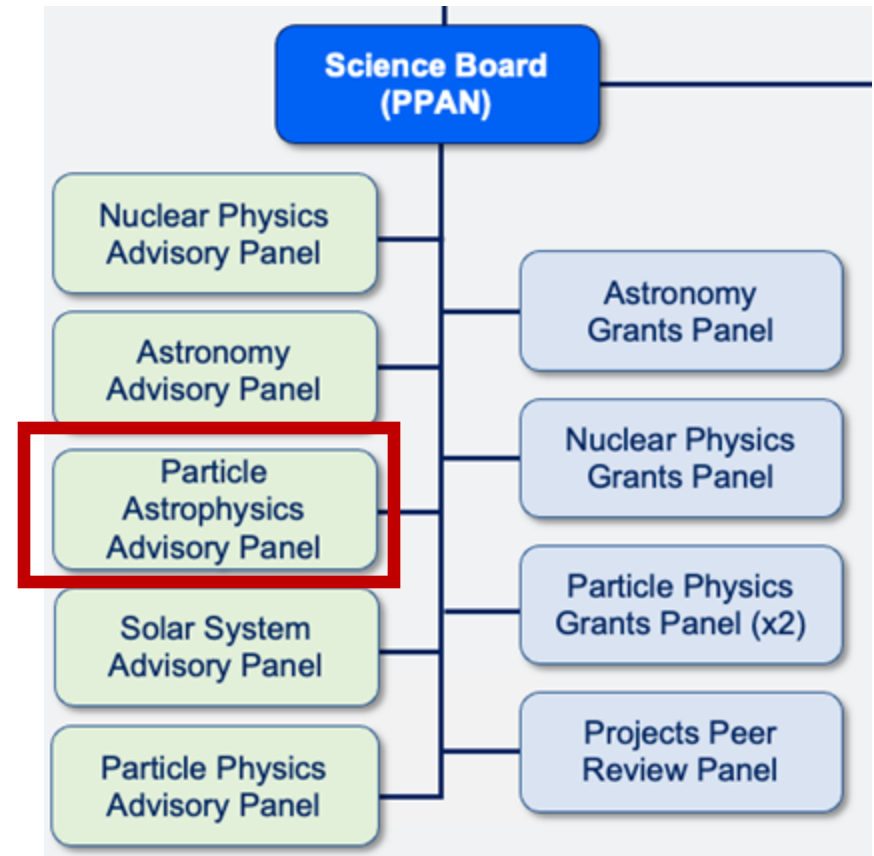 Science Board
(PPAN)
Nuclear Physics
Advisory Panel
Astronomy
Advisory Panel
Particle
Astrophysics
Advisory Panel
Solar System
Advisory Panel
Particle Physics
Advisory Panel
Astronomy
Grants Panel
Nuclear Physics
Grants Panel
Particle Physics
Grants Panel (x2)
Projects Peer
Review Panel